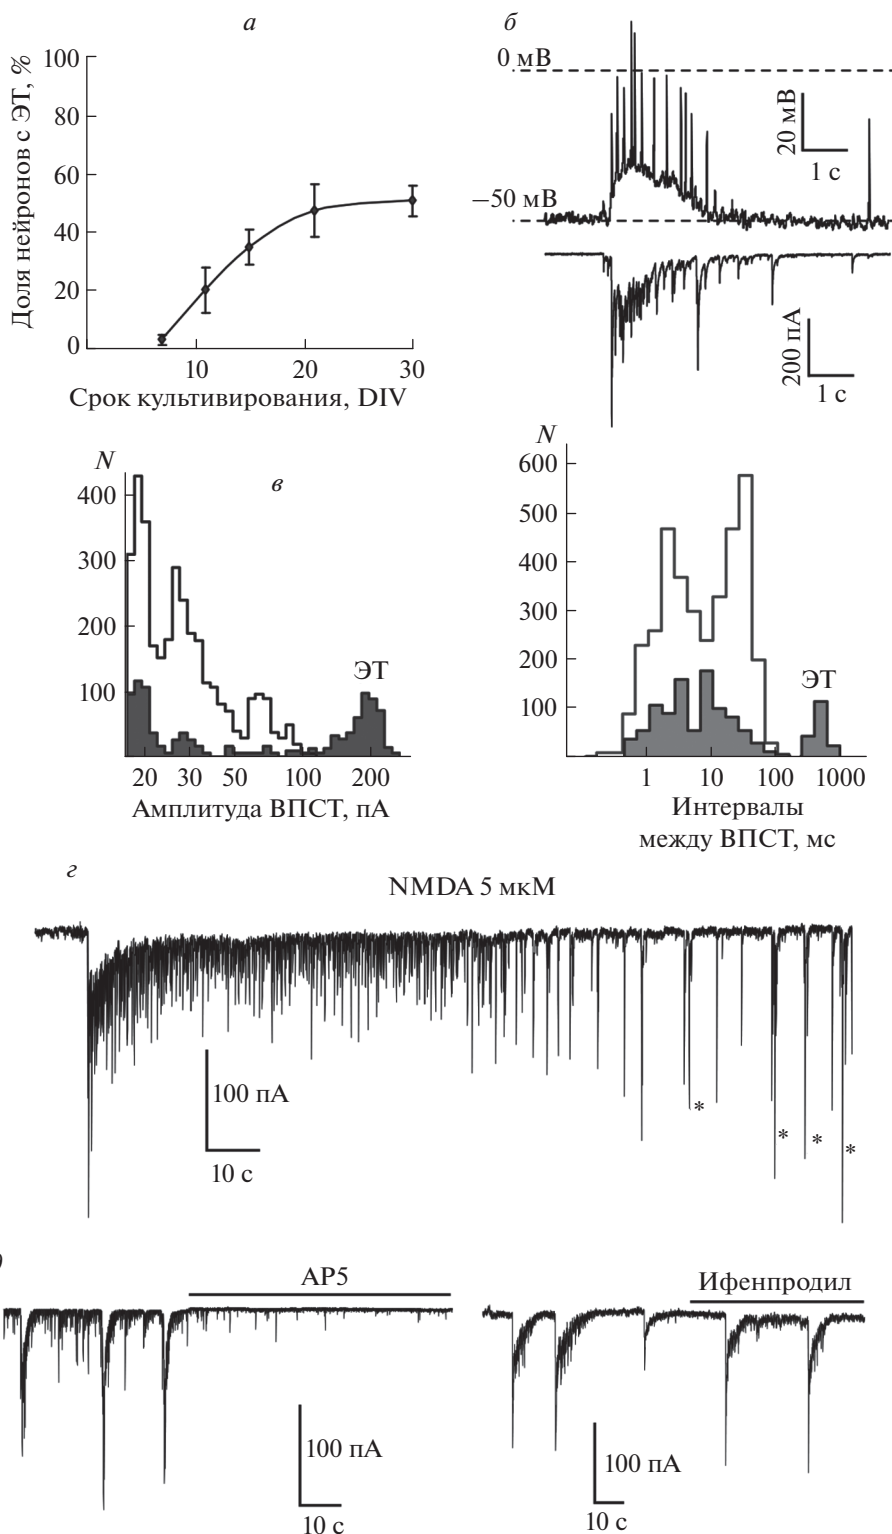 а
Доля нейронов с ЭТ, %
100
80
60
40
20
0
10 20 30
Срок культивирования, DIV
б
0 мВ
20 мВ
1 с
−50 мВ
200 пА
1 с
в
N
400
300
200
100
ЭТ
20 30 50 100 200
Амплитуда ВПСТ, пА
N
600
500
400
300
200
100
ЭТ
1 10 100 1000
Интервалы
между ВПСТ, мс
г
NMDA 5 мкМ
100 пА
10 с
*
*
*
*
AP5
100 пА
10 с
Ифенпродил
100 пА
10 с